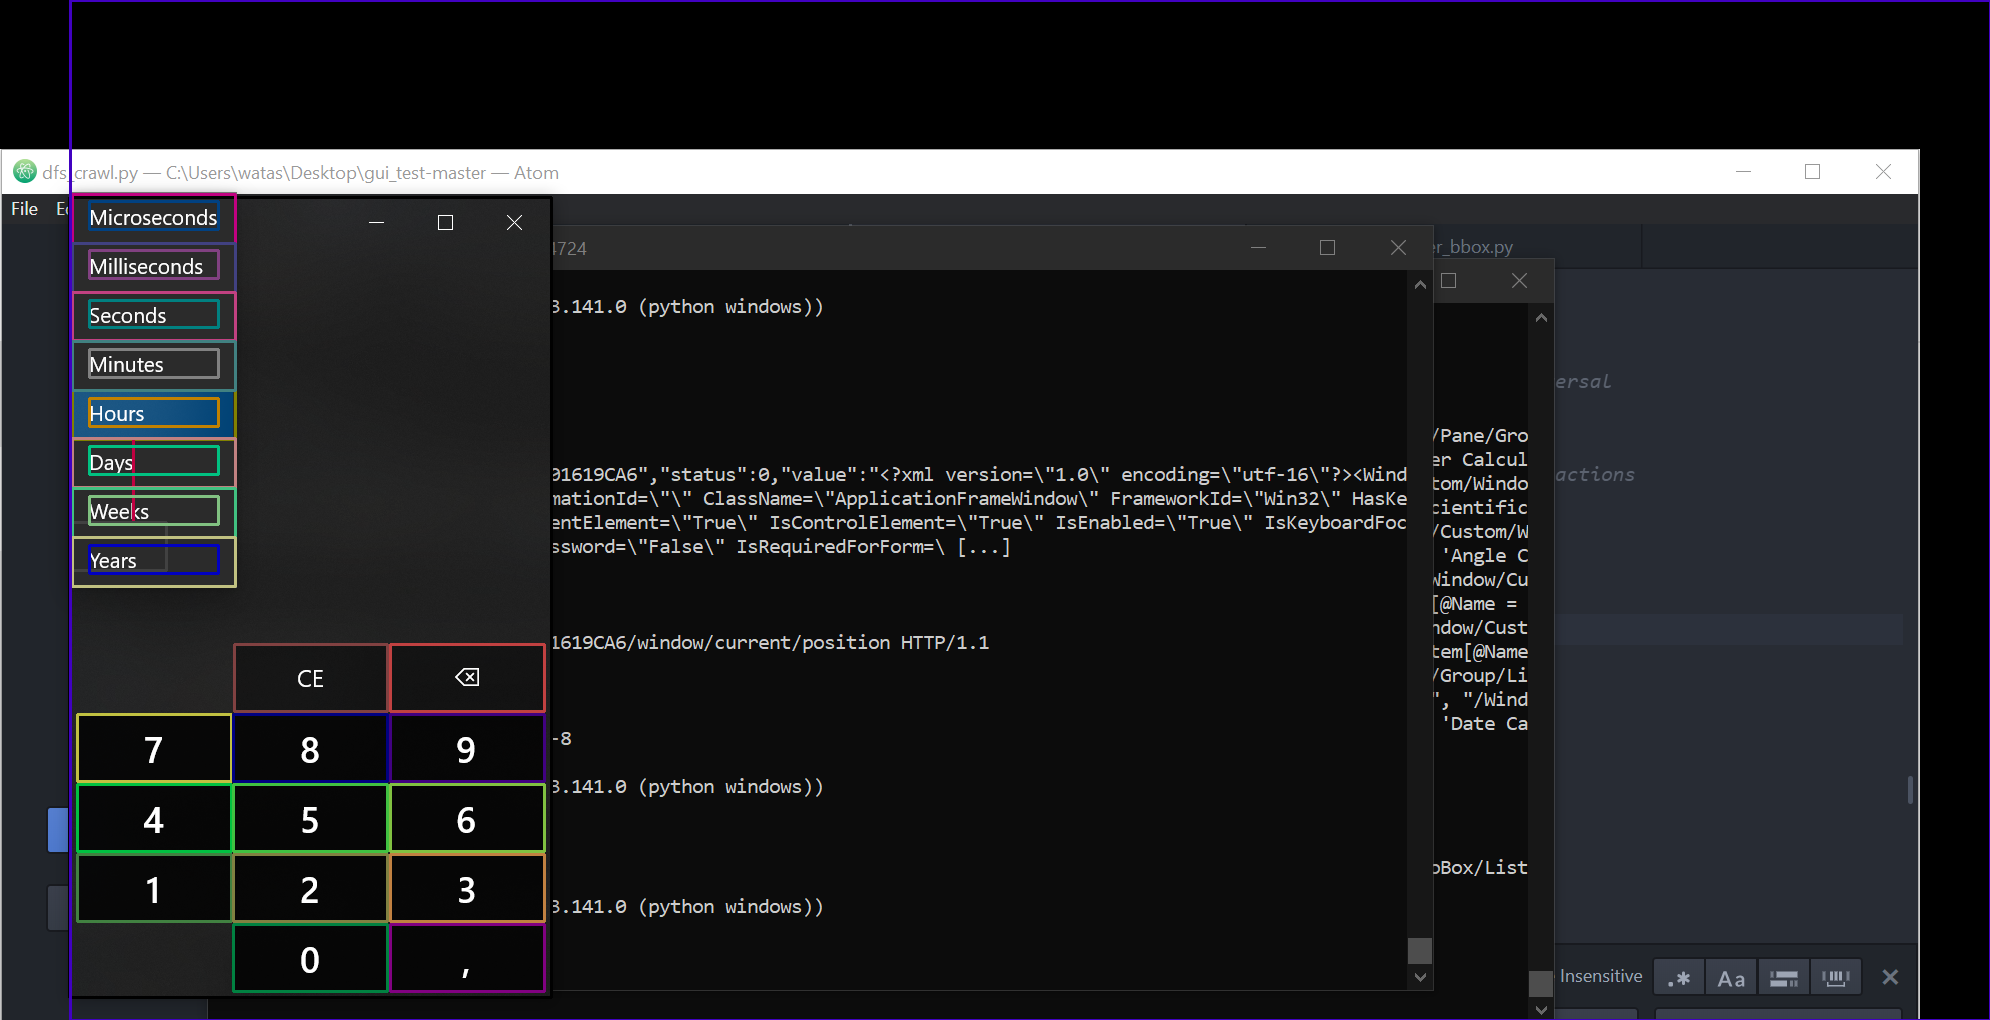 dfs_crawl.py — C:\Users\watas\Desktop\gui_test-master — Atom
File
Microseconds
Milliseconds
Seconds
Minutes
Hours
Days
Weeks
Years
CE
7 8 9
4 5 6
1 2 3
0 ,
4724
3.141.0 (python windows))
01619CA6","status":0,"value":"<?xml version=\"1.0\" encoding=\"utf-16\"?><Wind
mationId=\"\" ClassName=\"ApplicationFrameWindow\" FrameworkId=\"Win32\" HasKe
entElement=\"True\" IsControlElement=\"True\" IsEnabled=\"True\" IsKeyboardFoc
ssword=\"False\" IsRequiredForForm=\ [...]
1619CA6/window/current/position HTTP/1.1
-8
3.141.0 (python windows))
3.141.0 (python windows))
er_bbox.py
/Pane/Gro
er Calcul
tom/Windo
cientific
/Custom/W
'Angle C
Window/Cu
[@Name =
ndow/Cust
tem[@Name
/Group/Li
", "/Wind
'Date Ca
oBox/List
ersal
actions
Insensitive
.* Aa